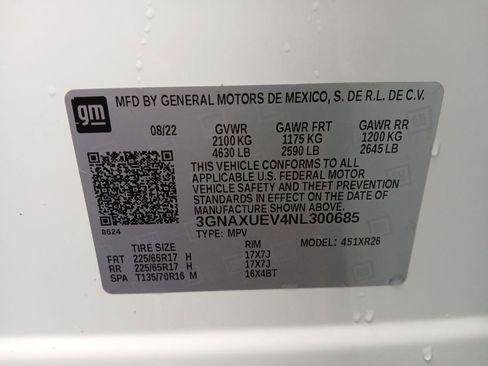 gm
MFD BY GENERAL MOTORS DE MEXICO, S. DE R.L. DE C.V.
08/22 GVWR GAWR FRT GAWR RR
2100 KG 1175 KG 1200 KG
4630 LB 2590 LB 2645 LB
THIS VEHICLE CONFORMS TO ALL
APPLICABLE U.S. FEDERAL MOTOR
VEHICLE SAFETY AND THEFT PREVENTION
STANDARDS IN EFFECT ON THE DATE OF
MANUFACTURE SHOWN ABOVE.
3GNAXUEV4NL300685
8624 TYPE: MPV MODEL: 451XR26
TIRE SIZE RIM
FRT 225/65R17 H 17X7J
RR 225/65R17 H 17X7J
SPA T135/70R16 M 16X4BT